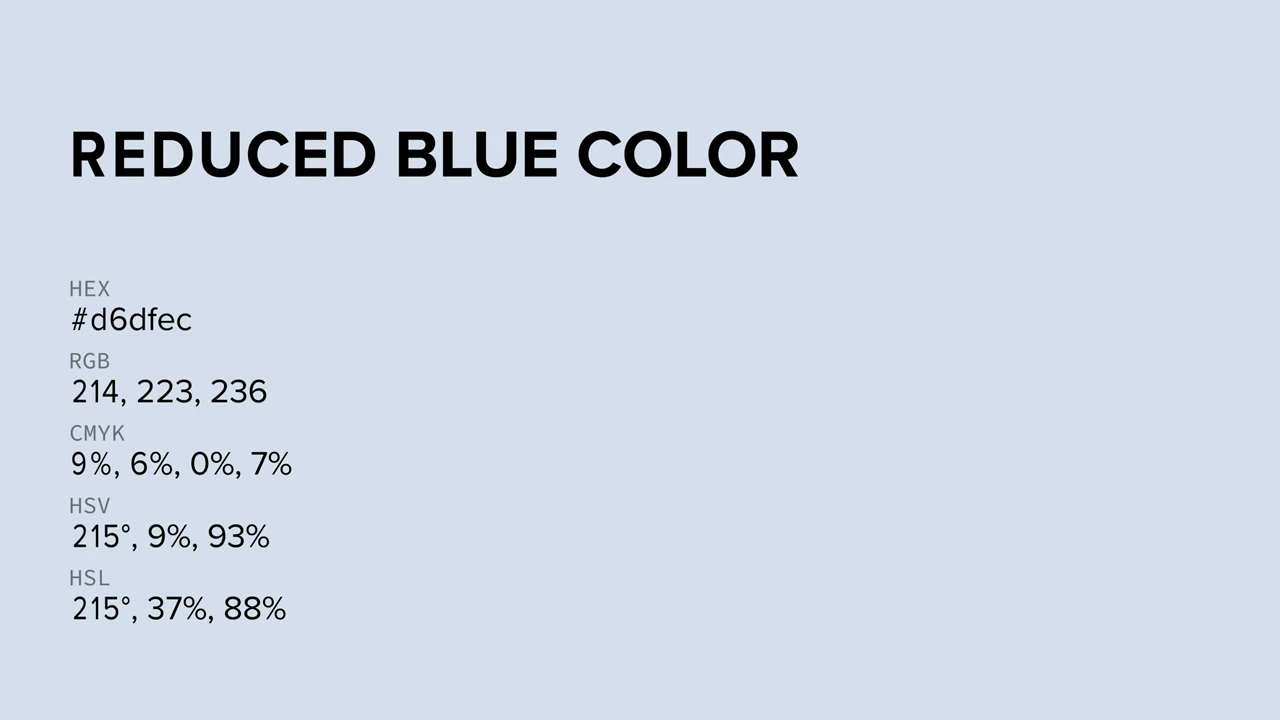 REDUCED BLUE COLOR
HEX
#d6dfec
RGB
214, 223, 236
CMYK
9%, 6%, 0%, 7%
HSV
215°, 9%, 93%
HSL
215°, 37%, 88%